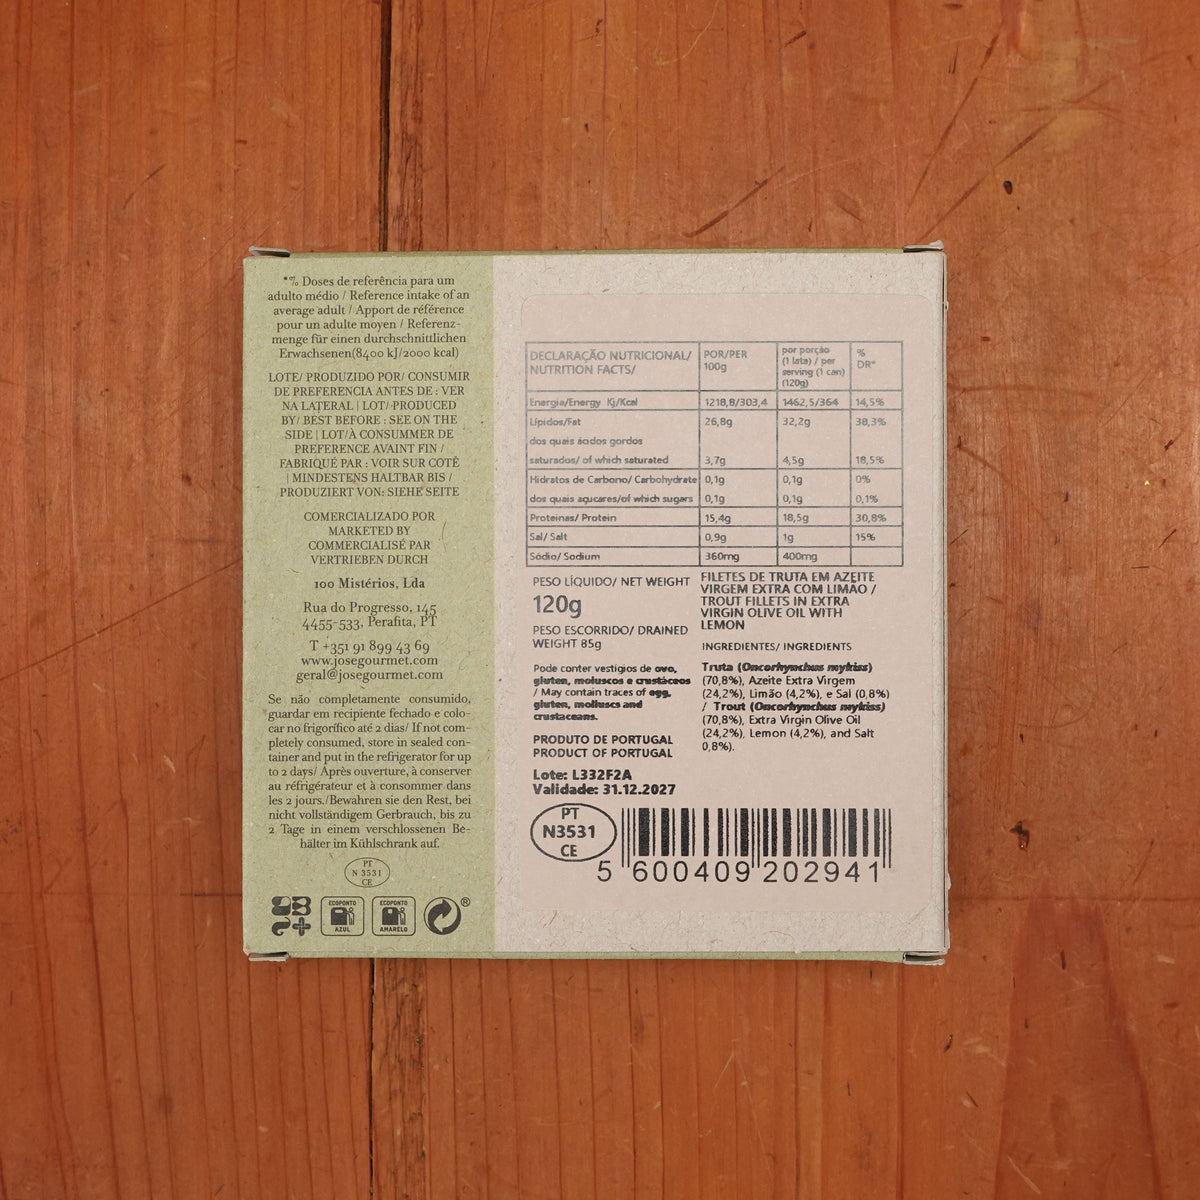 *% Doses de referência para um
adulto médio / Reference intake of an
average adult / Apport de référence
pour un adulte moyen / Referenz-
menge für einen durchschnittlichen
Erwachsenen(8400 kJ/2000 kcal)
LOTE/ PRODUZIDO POR/ CONSUMIR
DE PREFERENCIA ANTES DE : VER
NA LATERAL | LOT/ PRODUCED
BY/ BEST BEFORE : SEE ON THE
SIDE | LOT/À CONSUMMER DE
PREFERENCE AVAINT FIN /
FABRIQUÉ PAR : VOIR SUR COTÊ
| MINDESTENS HALTBAR BIS /
PRODUZIERT VON: SIEHE SEITE
COMERCIALIZADO POR
MARKETED BY
COMMERCIALISÉ PAR
VERTRIEBEN DURCH
100 Mistérios, Lda
Rua do Progresso, 145
4455-533, Perafita, PT
T +351 91 899 43 69
www.josegourmet.com
geral@josegourmet.com
Se não completamente consumido,
guardar em recipiente fechado e colo-
car no frigorífico até 2 dias/ If not com-
pletely consumed, store in sealed con-
tainer and put in the refrigerator for up
to 2 days/ Après ouverture, à conserver
au réfrigérateur et à consommer dans
les 2 jours./Bewahren sie den Rest, bei
nicht vollständigem Gerbrauch, bis zu
2 Tage in einem verschlossenen Be-
hälter im Kühlschrank auf.
PT
N 3531
CE
ECOPONTO
AZUL
ECOPONTO
AMARELO
®
DECLARAÇÃO NUTRICIONAL/
NUTRITION FACTS/
POR/PER
100g
por porção
(1 lata) / per
serving (1 can)
(120g)
%
DR*
Energia/Energy Kj/Kcal 1218,8/303,4 1462,5/364 14,5%
Lípidos/Fat 26,8g 32,2g 38,3%
dos quais ácidos gordos
saturados/ of which saturated 3,7g 4,5g 18,5%
Hidratos de Carbono/ Carbohydrate 0,1g 0,1g 0%
dos quais açucares/of which sugars 0,1g 0,1g 0,1%
Proteínas/ Protein 15,4g 18,5g 30,8%
Sal/ Salt 0,9g 1g 15%
Sódio/ Sodium 360mg 400mg
PESO LÍQUIDO/ NET WEIGHT
120g
PESO ESCORRIDO/ DRAINED
WEIGHT 85g
Pode conter vestígios de ovo,
gluten, moluscos e crustáceos
/ May contain traces of egg,
gluten, molluscs and
crustaceans.
PRODUTO DE PORTUGAL
PRODUCT OF PORTUGAL
Lote: L332F2A
Validade: 31.12.2027
FILETES DE TRUTA EM AZEITE
VIRGEM EXTRA COM LIMÃO /
TROUT FILLETS IN EXTRA
VIRGIN OLIVE OIL WITH
LEMON
INGREDIENTES/ INGREDIENTS
Truta (Oncorhynchus mykiss)
(70,8%), Azeite Extra Virgem
(24,2%), Limão (4,2%), e Sal (0,8%)
/ Trout (Oncorhynchus mykiss)
(70,8%), Extra Virgin Olive Oil
(24,2%), Lemon (4,2%), and Salt
0,8%).
PT
N3531
CE
5 600409 202941